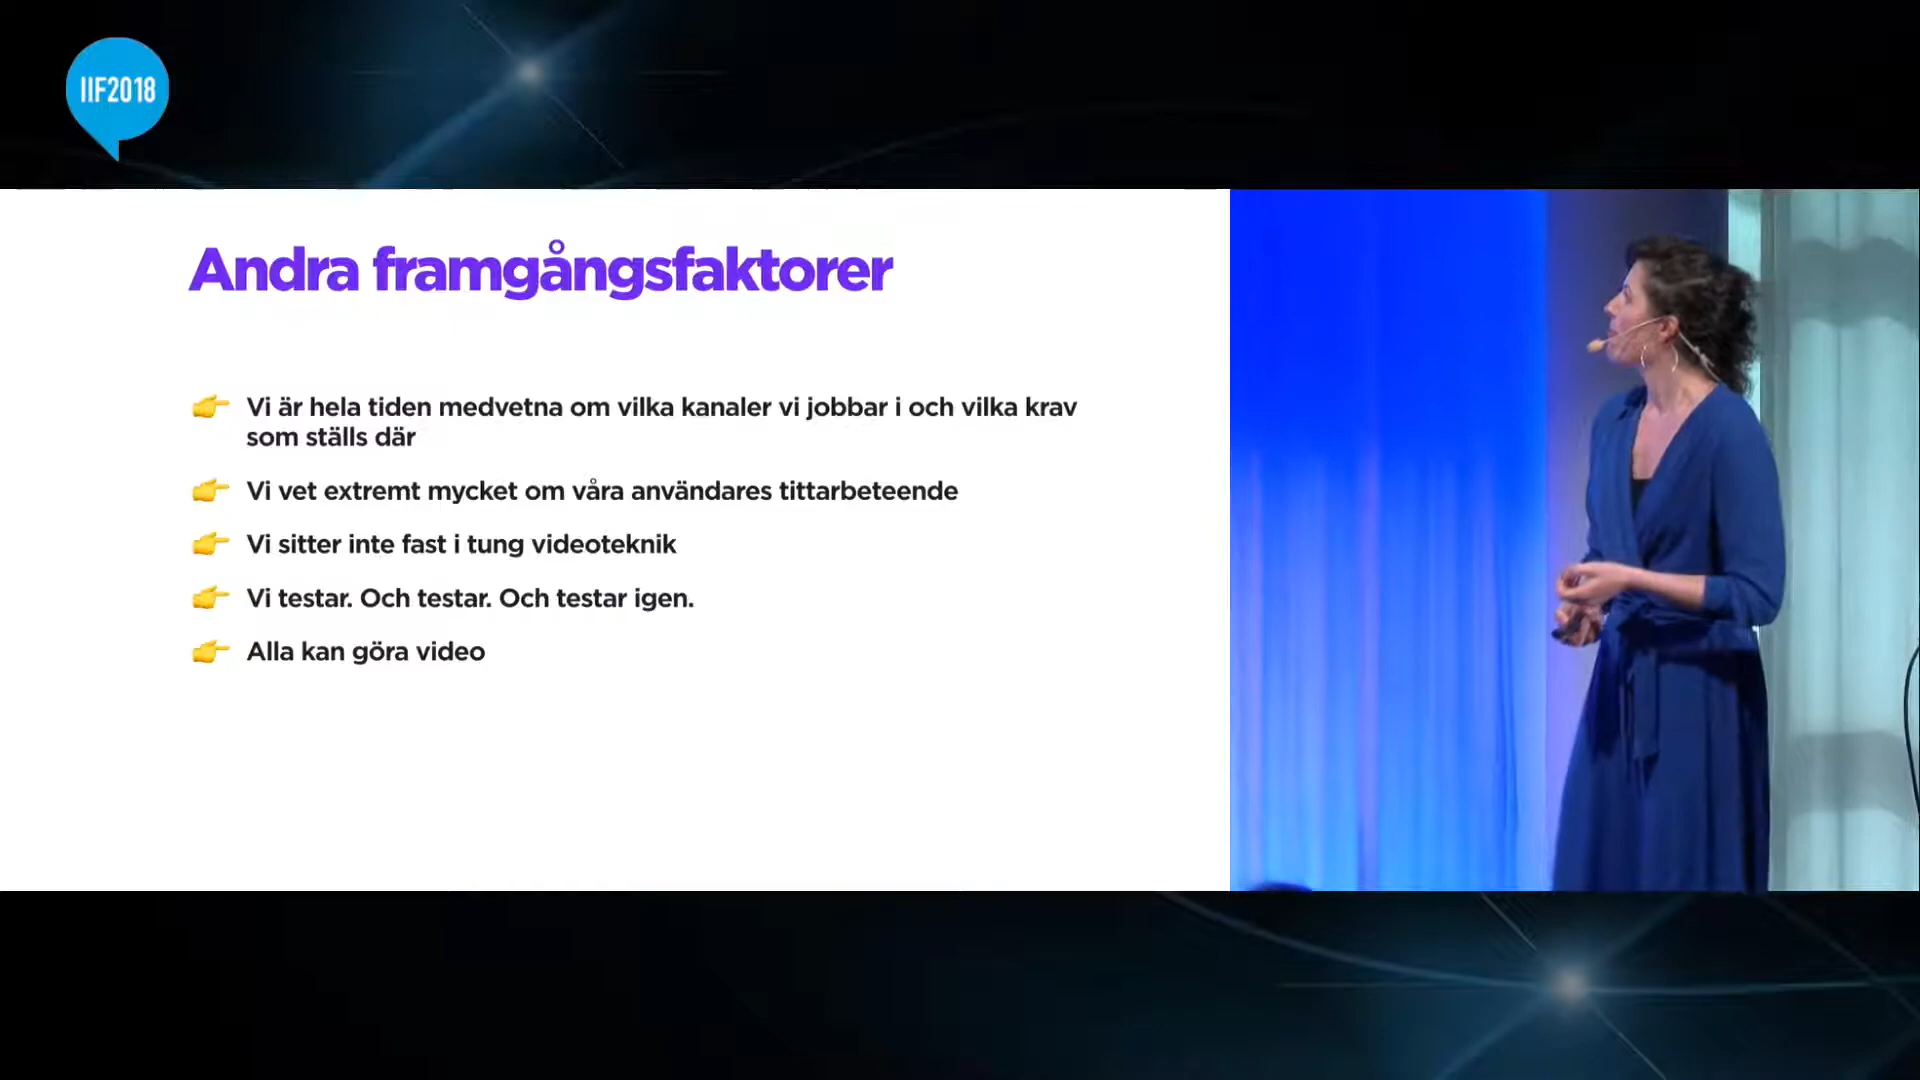 IIF2018
Andra framgångsfaktorer
👉 Vi är hela tiden medvetna om vilka kanaler vi jobbar i och vilka krav
som ställs där
👉 Vi vet extremt mycket om våra användares tittarbeteende
👉 Vi sitter inte fast i tung videoteknik
👉 Vi testar. Och testar. Och testar igen.
👉 Alla kan göra video